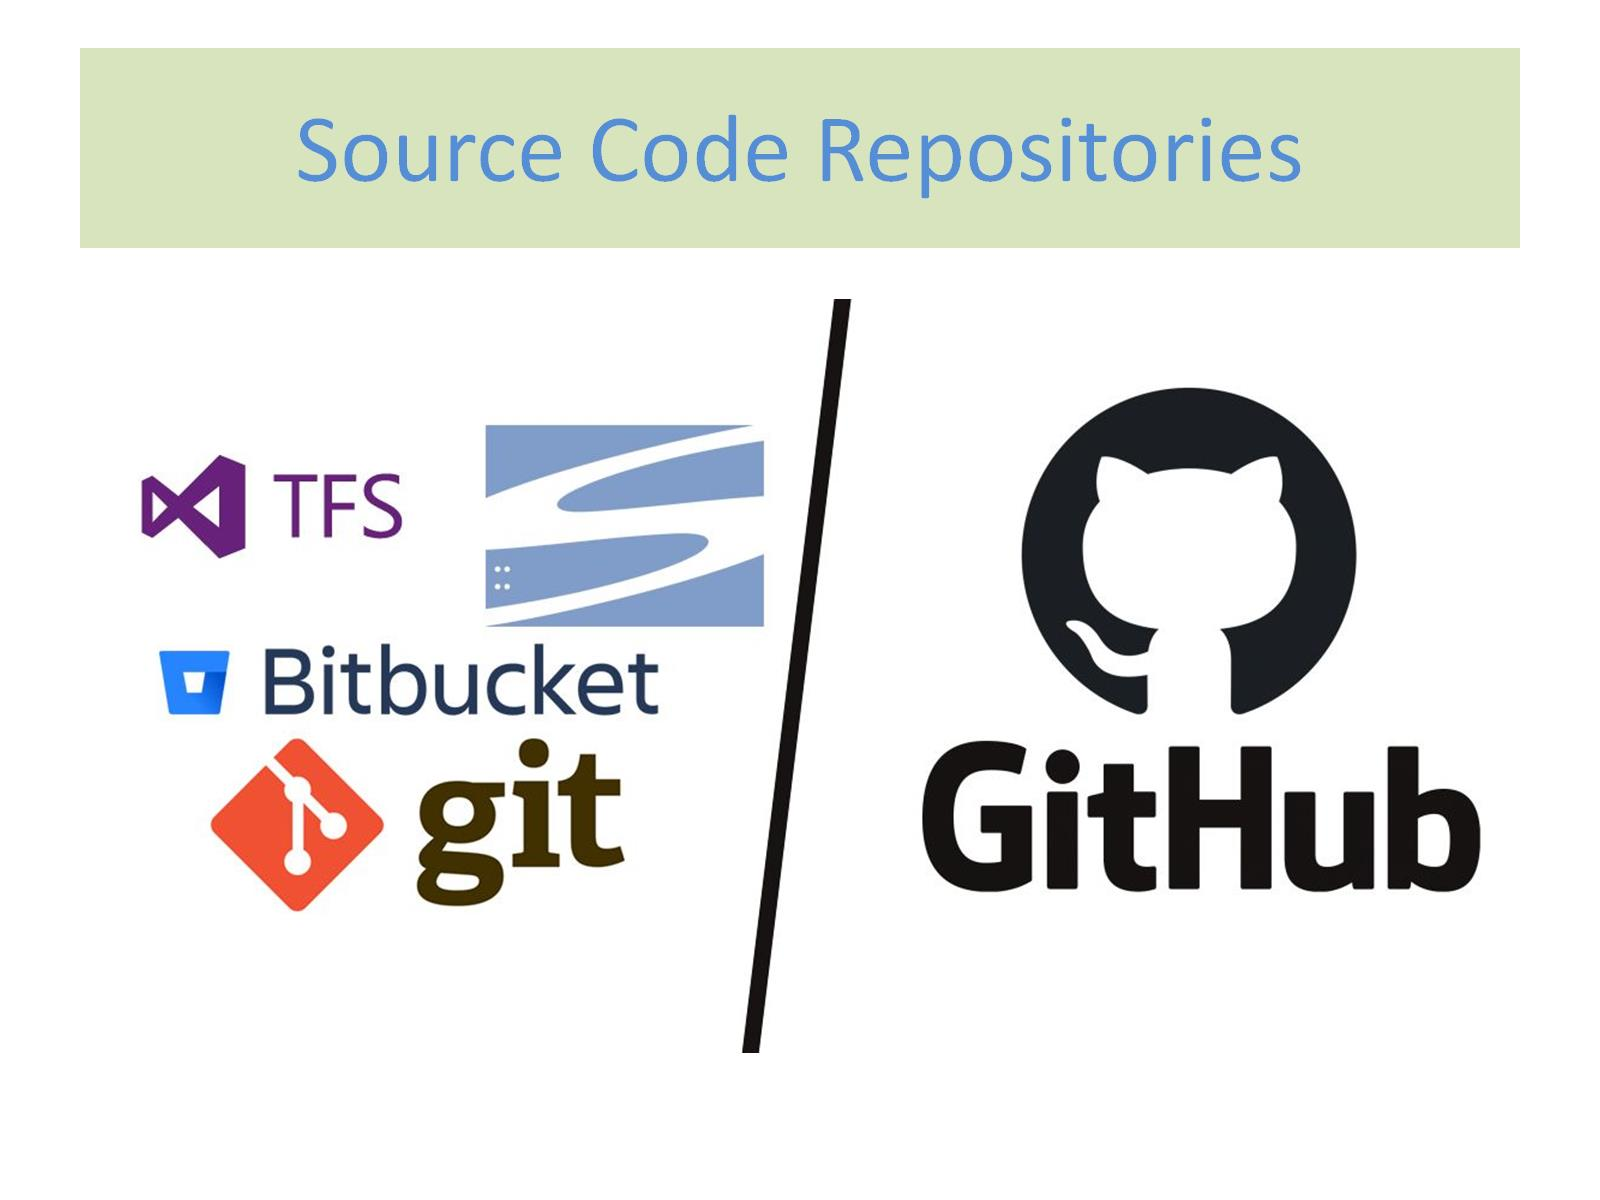 Source Code Repositories
TFS
Bitbucket
git
GitHub